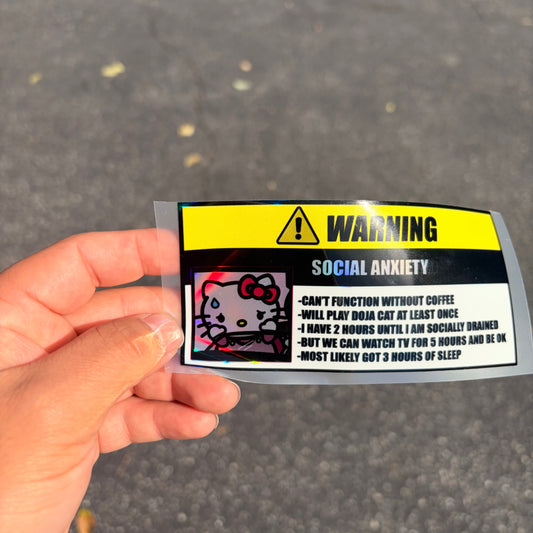 WARNING
SOCIAL ANXIETY
-CAN'T FUNCTION WITHOUT COFFEE
-WILL PLAY DOJA CAT AT LEAST ONCE
-I HAVE 2 HOURS UNTIL I AM SOCIALLY DRAINED
-BUT WE CAN WATCH TV FOR 5 HOURS AND BE OK
-MOST LIKELY GOT 3 HOURS OF SLEEP